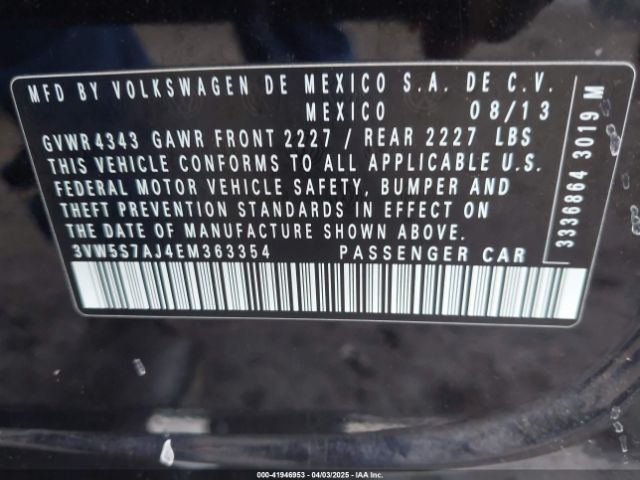 MFD BY VOLKSWAGEN DE MEXICO S.A. DE C.V.
MEXICO 08/13
GVWR 4343 GAWR FRONT 2227 / REAR 2227 LBS
THIS VEHICLE CONFORMS TO ALL APPLICABLE U.S.
FEDERAL MOTOR VEHICLE SAFETY, BUMPER AND
THEFT PREVENTION STANDARDS IN EFFECT ON
THE DATE OF MANUFACTURE SHOWN ABOVE.
3VW5S7AJ4EM363354 PASSENGER CAR
3336864 3019 M
000-41946953 - 04/03/2025 - IAA Inc.